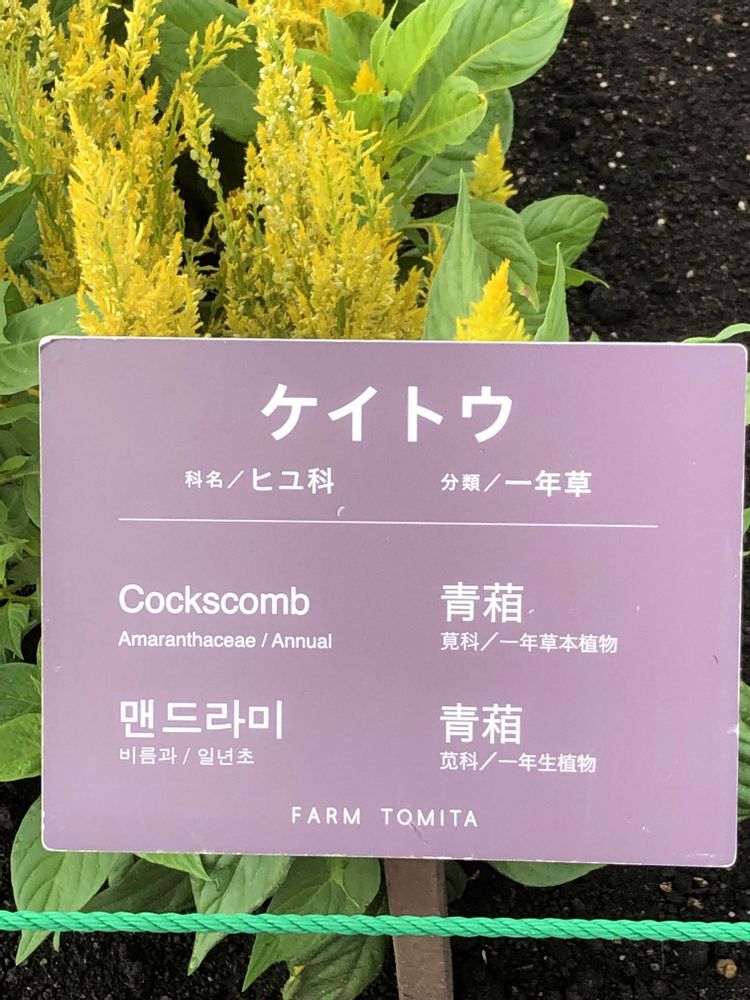 ケイトウ
科名／ヒユ科 分類／一年草
Cockscomb
Amaranthaceae / Annual
青葙
莧科／一年草本植物
맨드라미
비름과 / 일년초
青葙
苋科／一年生植物
FARM TOMITA